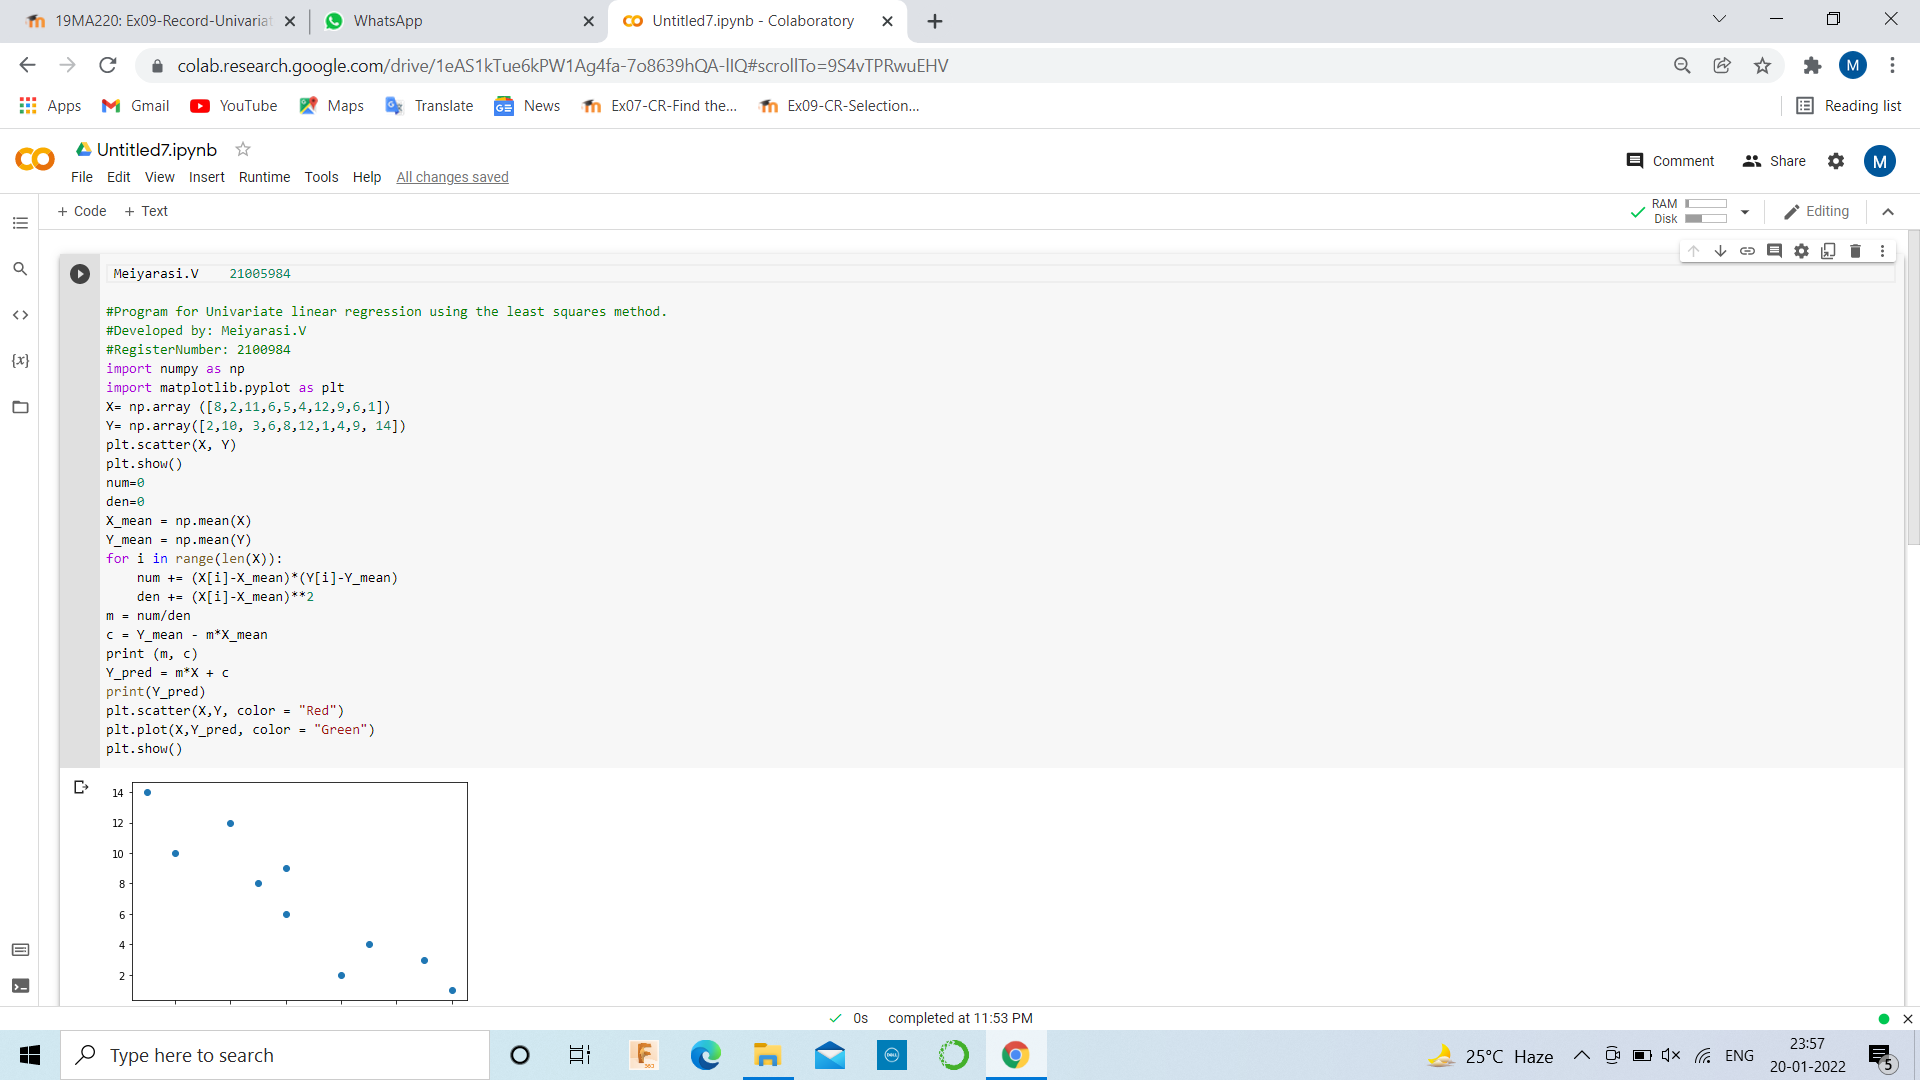 19MA220: Ex09-Record-Univariat
WhatsApp
Untitled7.ipynb - Colaboratory
colab.research.google.com/drive/1eAS1kTue6kPW1Ag4fa-7o8639hQA-lIQ#scrollTo=9S4vTPRwuEHV
M
Apps
Gmail
YouTube
Maps
Translate
News
Ex07-CR-Find the...
Ex09-CR-Selection...
Reading list
Untitled7.ipynb
File Edit View Insert Runtime Tools Help All changes saved
Comment
Share
M
+ Code + Text
RAM
Disk
Editing
Meiyarasi.V 21005984
#Program for Univariate linear regression using the least squares method.
#Developed by: Meiyarasi.V
#RegisterNumber: 2100984
import numpy as np
import matplotlib.pyplot as plt
X= np.array ([8,2,11,6,5,4,12,9,6,1])
Y= np.array([2,10, 3,6,8,12,1,4,9, 14])
plt.scatter(X, Y)
plt.show()
num=0
den=0
X_mean = np.mean(X)
Y_mean = np.mean(Y)
for i in range(len(X)):
    num += (X[i]-X_mean)*(Y[i]-Y_mean)
    den += (X[i]-X_mean)**2
m = num/den
c = Y_mean - m*X_mean
print (m, c)
Y_pred = m*X + c
print(Y_pred)
plt.scatter(X,Y, color = "Red")
plt.plot(X,Y_pred, color = "Green")
plt.show()
14
12
10
8
6
4
2
0s completed at 11:53 PM
Type here to search
25°C Haze
ENG
23:57
20-01-2022
5